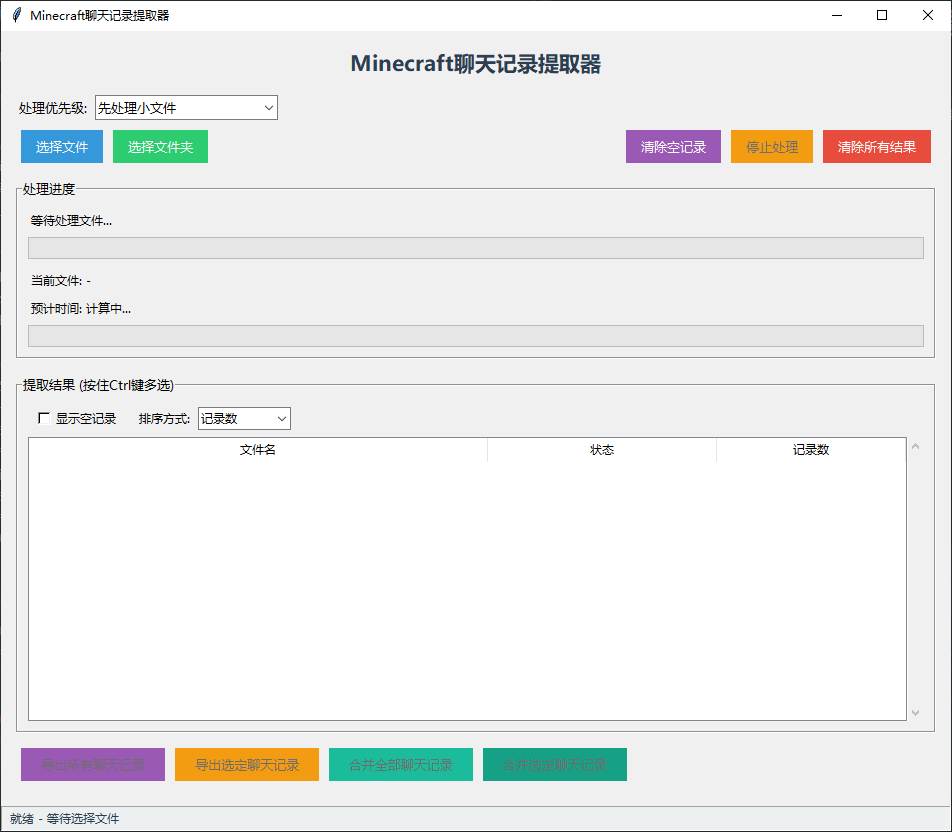 Minecraft聊天记录提取器
Minecraft聊天记录提取器
处理优先级: 先处理小文件
选择文件 选择文件夹 清除空记录 停止处理 清除所有结果
处理进度
等待处理文件...
当前文件: -
预计时间: 计算中...
提取结果 (按住Ctrl键多选)
显示空记录 排序方式: 记录数
文件名 状态 记录数
导出所有聊天记录 导出选定聊天记录 合并全部聊天记录 合并选定聊天记录
就绪 - 等待选择文件